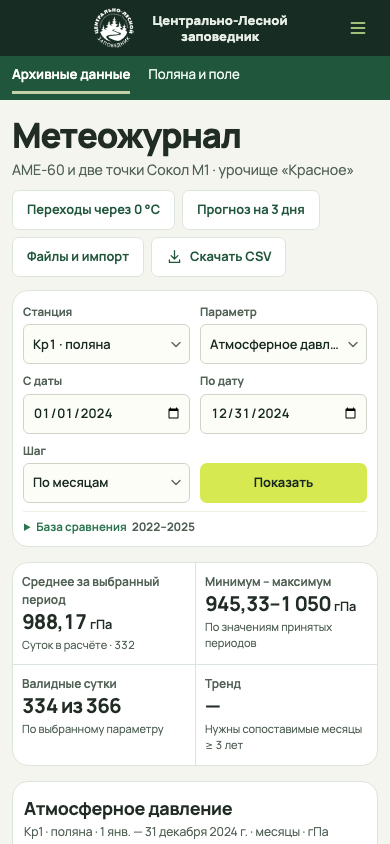 ЦЕНТРАЛЬНО-ЛЕСНОЙ
ЗАПОВЕДНИК
Центрально-Лесной
заповедник
Архивные данные Поляна и поле
Метеожурнал
АМЕ-60 и две точки Сокол М1 · урочище «Красное»
Переходы через 0 °C Прогноз на 3 дня
Файлы и импорт Скачать CSV
Станция Параметр
Кр1 · поляна Атмосферное давл…
С даты По дату
01/01/2024 12/31/2024
Шаг
По месяцам Показать
База сравнения 2022–2025
Среднее за выбранный
период
988,17 гПа
Суток в расчёте · 332
Минимум – максимум
945,33–1 050 гПа
По значениям принятых
периодов
Валидные сутки
334 из 366
По выбранному параметру
Тренд
—
Нужны сопоставимые месяцы
≥ 3 лет
Атмосферное давление
Кр1 · поляна · 1 янв. — 31 декабря 2024 г. · месяцы · гПа